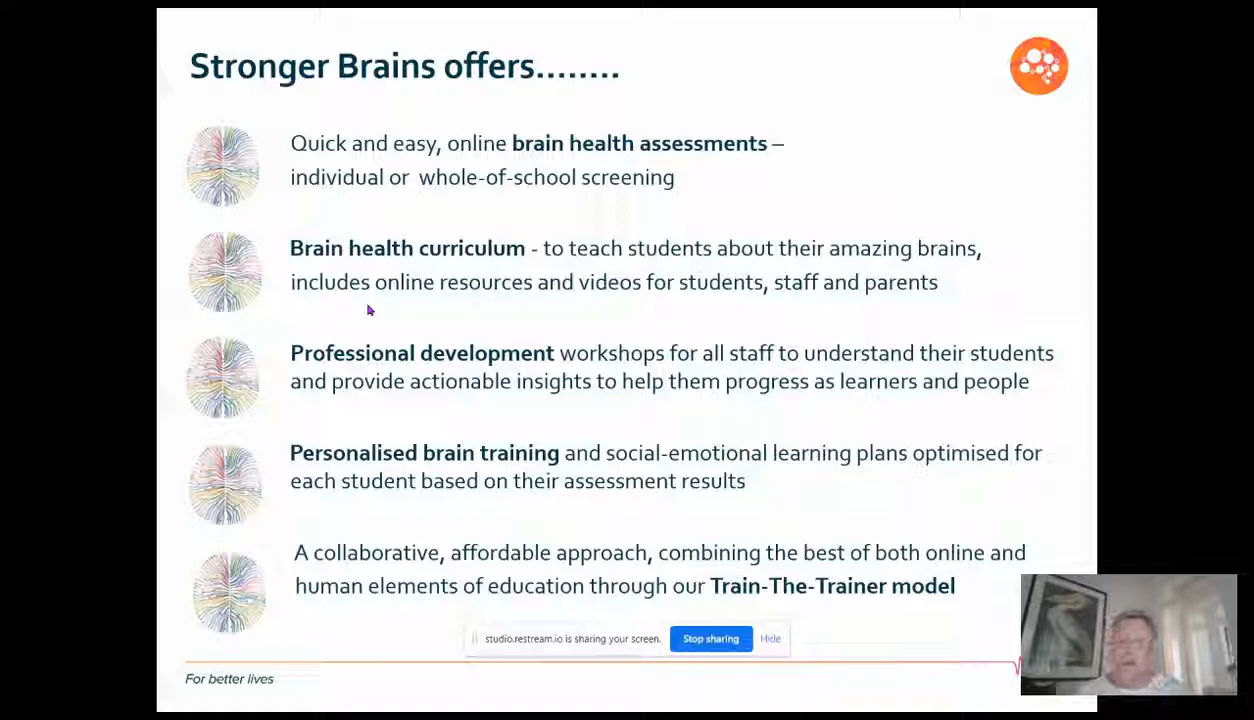 Stronger Brains offers........
Quick and easy, online brain health assessments –
individual or whole-of-school screening
Brain health curriculum - to teach students about their amazing brains,
includes online resources and videos for students, staff and parents
Professional development workshops for all staff to understand their students
and provide actionable insights to help them progress as learners and people
Personalised brain training and social-emotional learning plans optimised for
each student based on their assessment results
A collaborative, affordable approach, combining the best of both online and
human elements of education through our Train-The-Trainer model
studio.restream.io is sharing your screen. Stop sharing Hide
For better lives